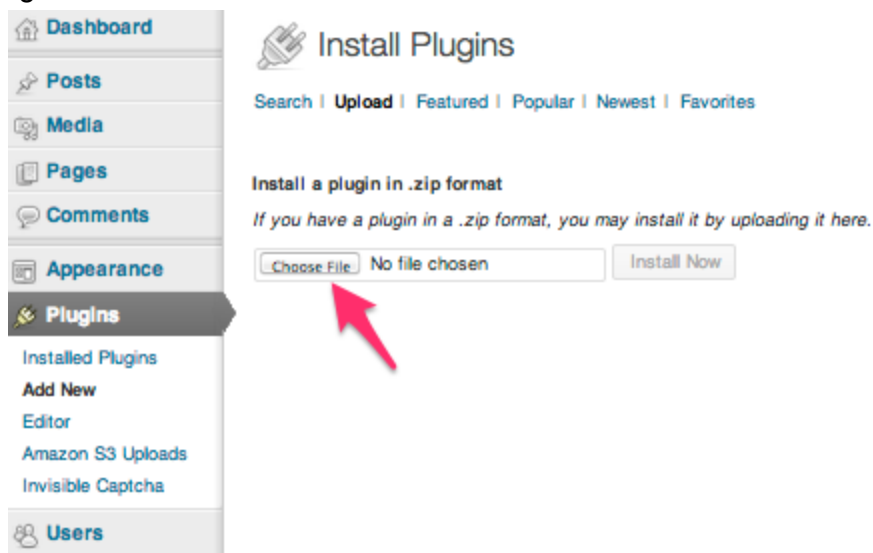 Dashboard
Posts
Media
Pages
Comments
Appearance
Plugins
Installed Plugins
Add New
Editor
Amazon S3 Uploads
Invisible Captcha
Users
Install Plugins
Search | Upload | Featured | Popular | Newest | Favorites
Install a plugin in .zip format
If you have a plugin in a .zip format, you may install it by uploading it here.
Choose File No file chosen Install Now